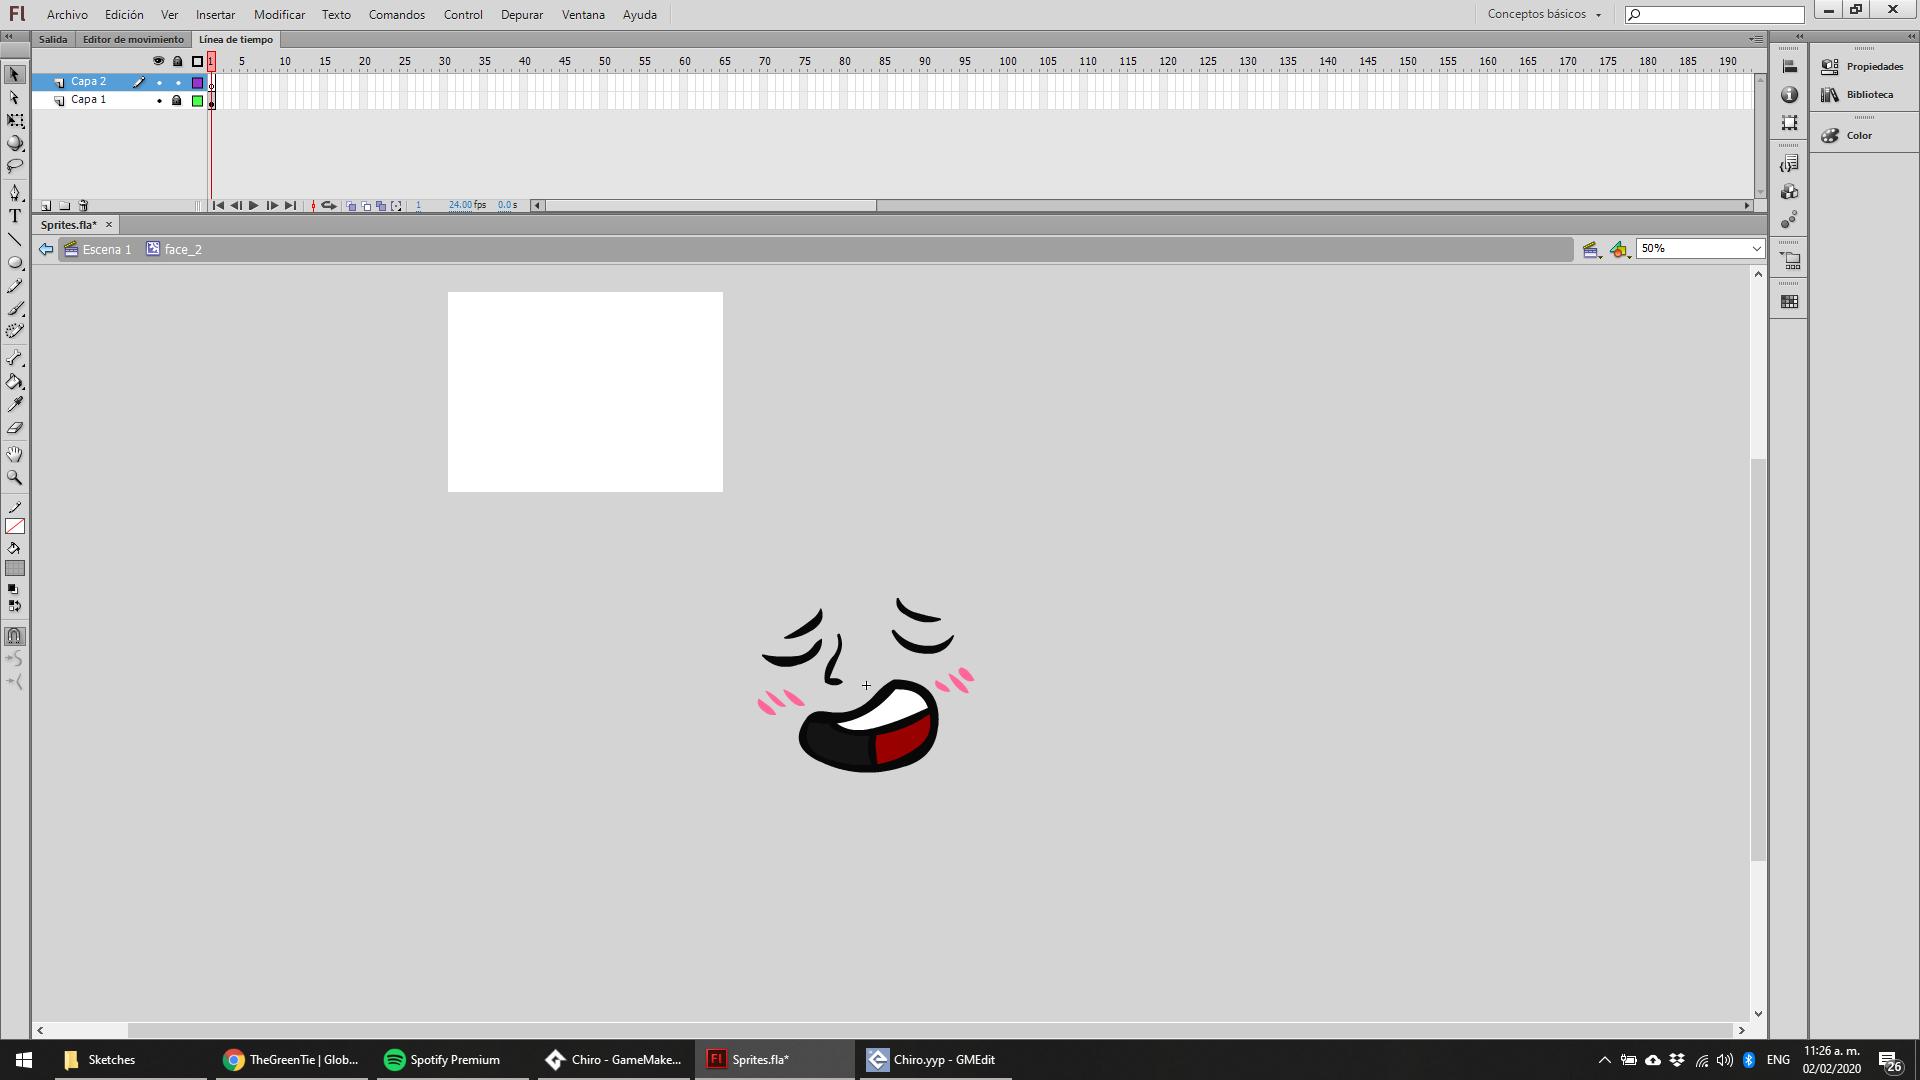 Fl Archivo Edición Ver Insertar Modificar Texto Comandos Control Depurar Ventana Ayuda Conceptos básicos
Salida Editor de movimiento Línea de tiempo
1 5 10 15 20 25 30 35 40 45 50 55 60 65 70 75 80 85 90 95 100 105 110 115 120 125 130 135 140 145 150 155 160 165 170 175 180 185 190
Capa 2
Capa 1
1 24.00 fps 0.0 s
Propiedades
Biblioteca
Color
Sprites.fla*
Escena 1 face_2 50%
Sketches TheGreenTie | Glob... Spotify Premium Chiro - GameMake... Fl Sprites.fla* Chiro.yyp - GMEdit ENG 11:26 a. m.
02/02/2020 26